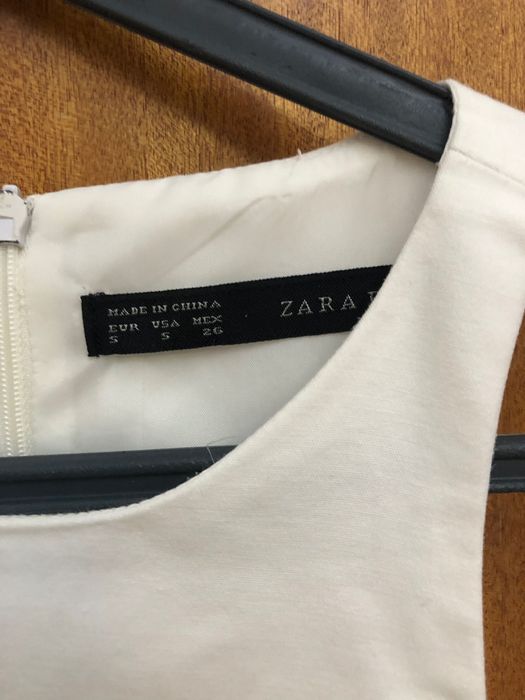 MADE IN CHINA
EUR USA MEX
S S 26
ZARA